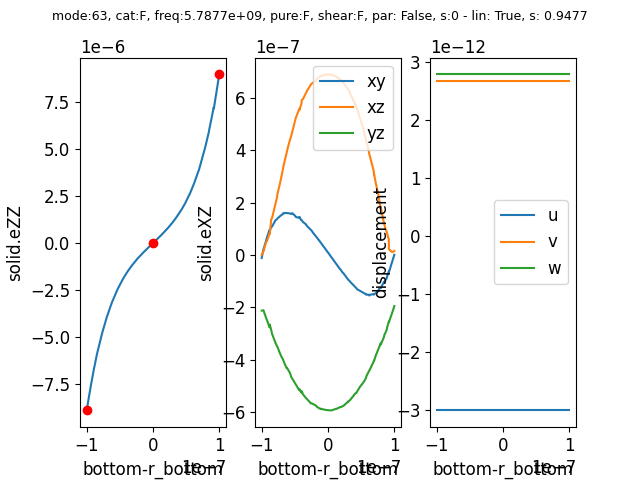 mode:63, cat:F, freq:5.7877e+09, pure:F, shear:F, par: False, s:0 - lin: True, s: 0.9477
1e−6
7.5
5.0
2.5
0.0
−2.5
−5.0
−7.5
−1
0
1
1e−7
bottom-r_bottom
solid.eZZ
1e−7
6
4
2
0
−2
−4
−6
−1
0
1
1e−7
bottom-r_bottom
solid.eXZ
xy
xz
yz
1e−12
3
2
1
0
−1
−2
−3
−1
0
1
1e−7
bottom-r_bottom
displacement
u
v
w